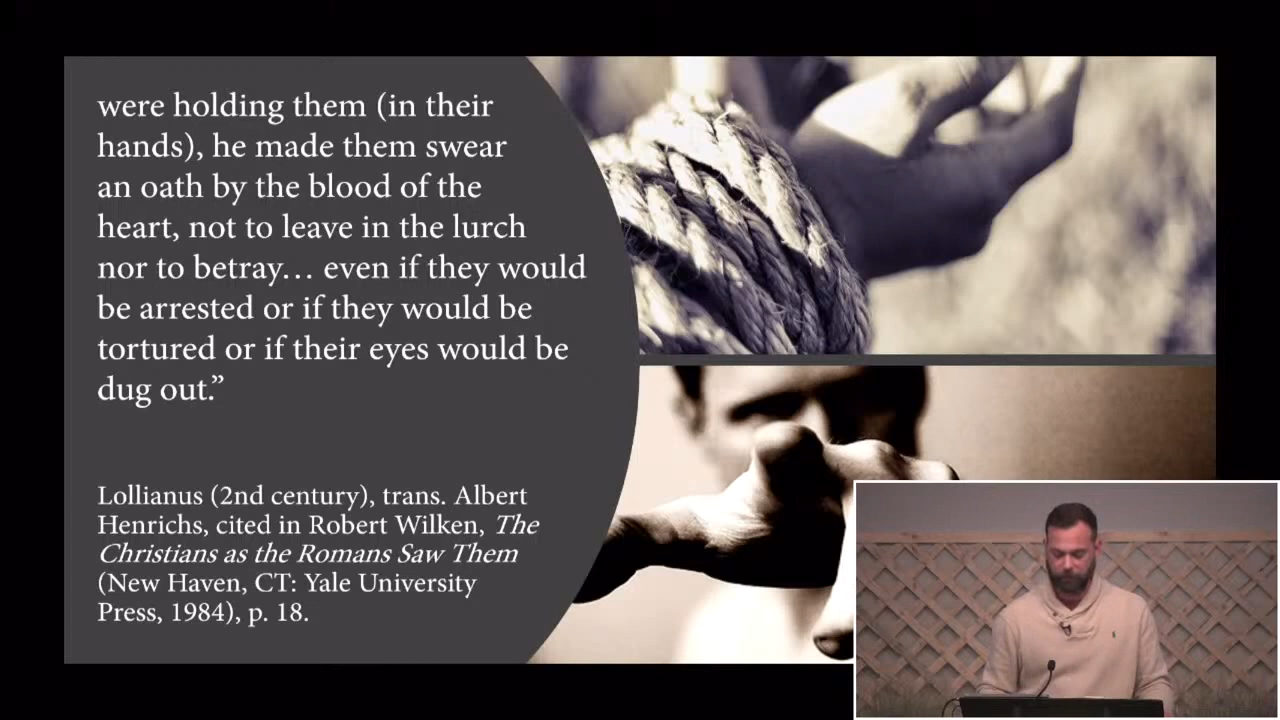 were holding them (in their
hands), he made them swear
an oath by the blood of the
heart, not to leave in the lurch
nor to betray… even if they would
be arrested or if they would be
tortured or if their eyes would be
dug out.”
Lollianus (2nd century), trans. Albert
Henrichs, cited in Robert Wilken, The
Christians as the Romans Saw Them
(New Haven, CT: Yale University
Press, 1984), p. 18.